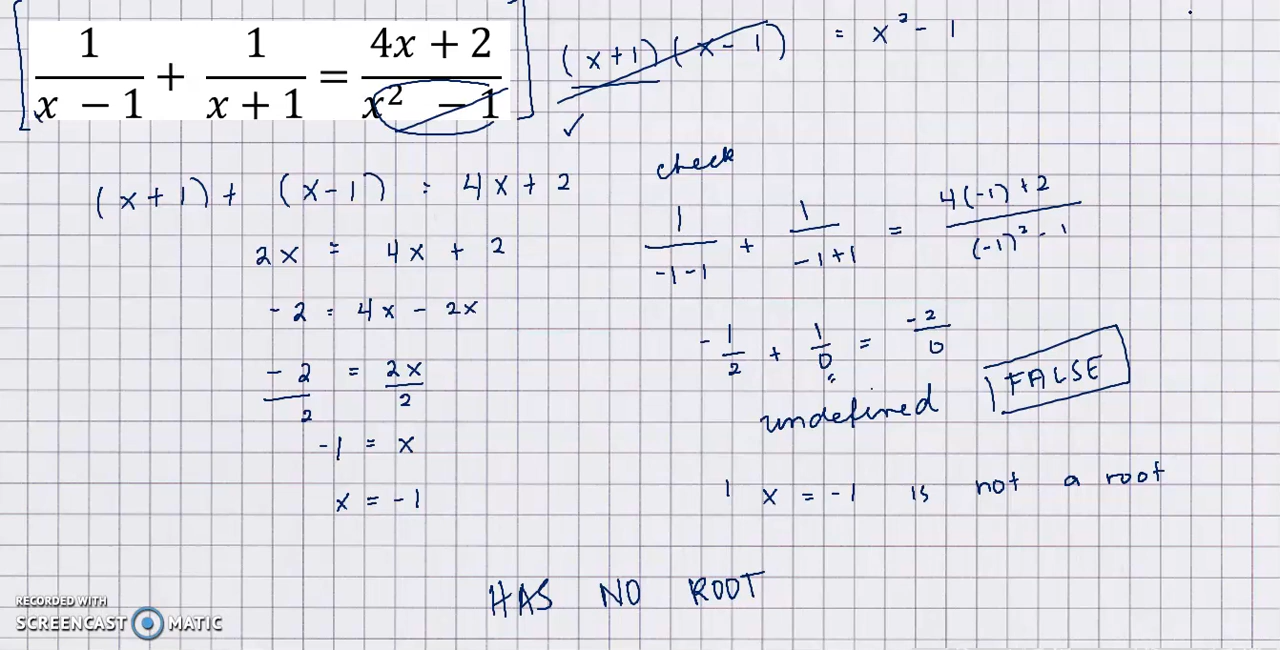 1/(x − 1) + 1/(x + 1) = (4x + 2)/(x² − 1)
(x+1)(x-1) = x² - 1
✓
(x+1) + (x-1) = 4x + 2
2x = 4x + 2
-2 = 4x - 2x
-2/2 = 2x/2
-1 = x
x = -1
check
1/(-1-1) + 1/(-1+1) = (4(-1)+2)/((-1)² - 1)
-1/2 + 1/0 = -2/0
undefined
FALSE
1 x = -1 is not a root
HAS NO ROOT
RECORDED WITH
SCREENCAST MATIC